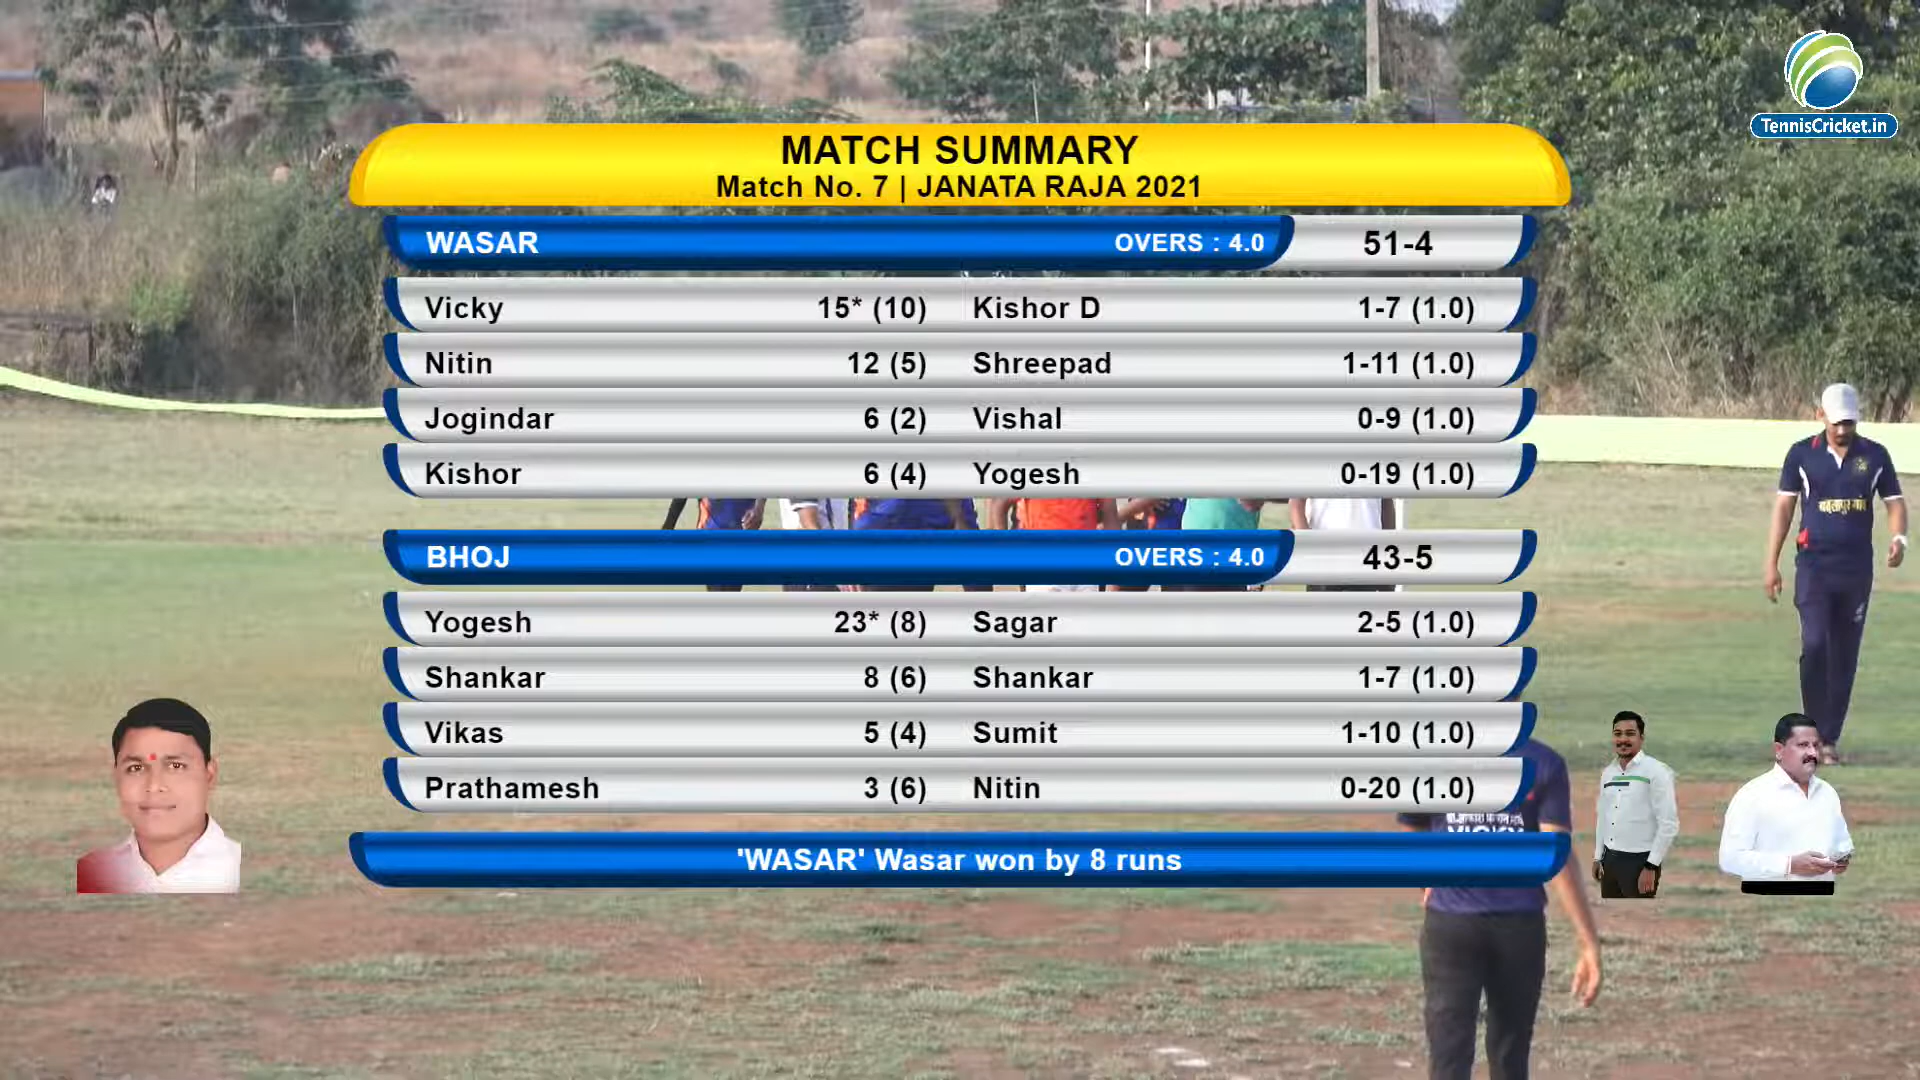 TennisCricket.in
MATCH SUMMARY
Match No. 7 | JANATA RAJA 2021
WASAR OVERS : 4.0 51-4
Vicky 15* (10) Kishor D 1-7 (1.0)
Nitin 12 (5) Shreepad 1-11 (1.0)
Jogindar 6 (2) Vishal 0-9 (1.0)
Kishor 6 (4) Yogesh 0-19 (1.0)
BHOJ OVERS : 4.0 43-5
Yogesh 23* (8) Sagar 2-5 (1.0)
Shankar 8 (6) Shankar 1-7 (1.0)
Vikas 5 (4) Sumit 1-10 (1.0)
Prathamesh 3 (6) Nitin 0-20 (1.0)
'WASAR' Wasar won by 8 runs